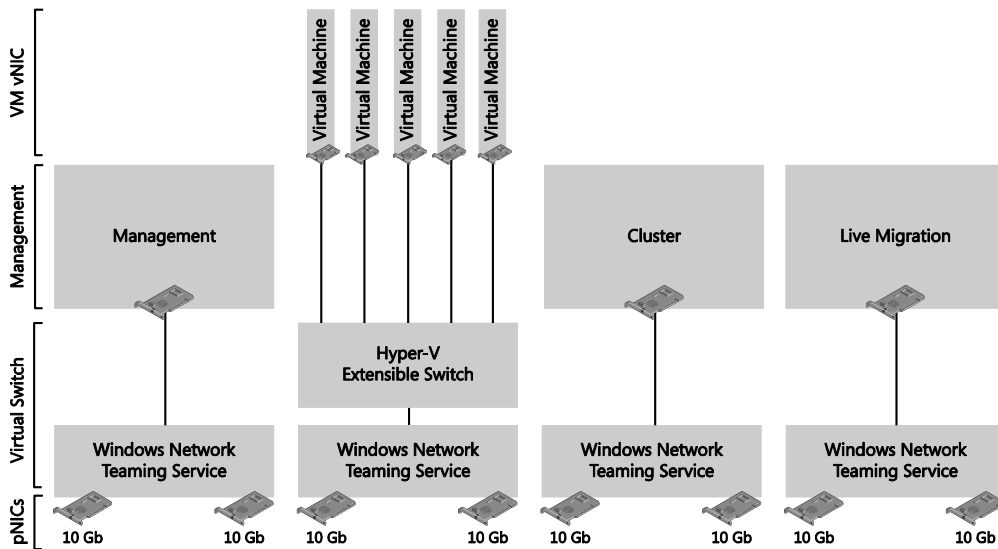 VM vNIC
Virtual Machine
Virtual Machine
Virtual Machine
Virtual Machine
Virtual Machine
Management
Management
Cluster
Live Migration
Virtual Switch
Hyper-V
Extensible Switch
Windows Network
Teaming Service
Windows Network
Teaming Service
Windows Network
Teaming Service
Windows Network
Teaming Service
pNICs
10 Gb
10 Gb
10 Gb
10 Gb
10 Gb
10 Gb
10 Gb
10 Gb